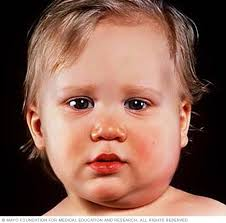 © MAYO FOUNDATION FOR MEDICAL EDUCATION AND RESEARCH. ALL RIGHTS RESERVED.